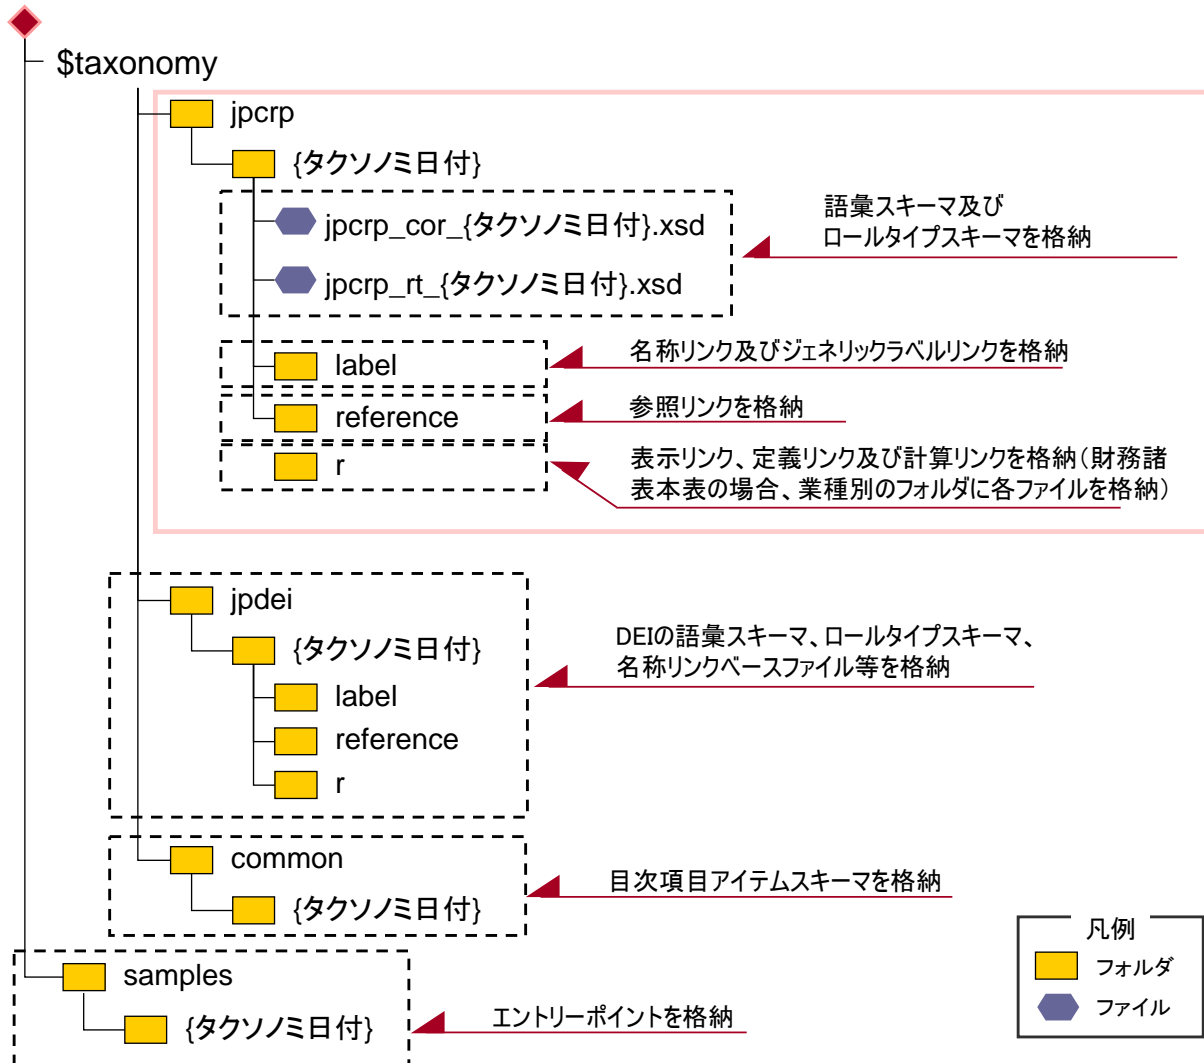 $taxonomy
jpcrp
{タクソノミ日付}
jpcrp_cor_{タクソノミ日付}.xsd
jpcrp_rt_{タクソノミ日付}.xsd
語彙スキーマ及び
ロールタイプスキーマを格納
label
名称リンク及びジェネリックラベルリンクを格納
reference
参照リンクを格納
r
表示リンク、定義リンク及び計算リンクを格納（財務諸
表本表の場合、業種別のフォルダに各ファイルを格納）
jpdei
{タクソノミ日付}
label
reference
r
DEIの語彙スキーマ、ロールタイプスキーマ、
名称リンクベースファイル等を格納
common
{タクソノミ日付}
目次項目アイテムスキーマを格納
samples
{タクソノミ日付}
エントリーポイントを格納
凡例
フォルダ
ファイル